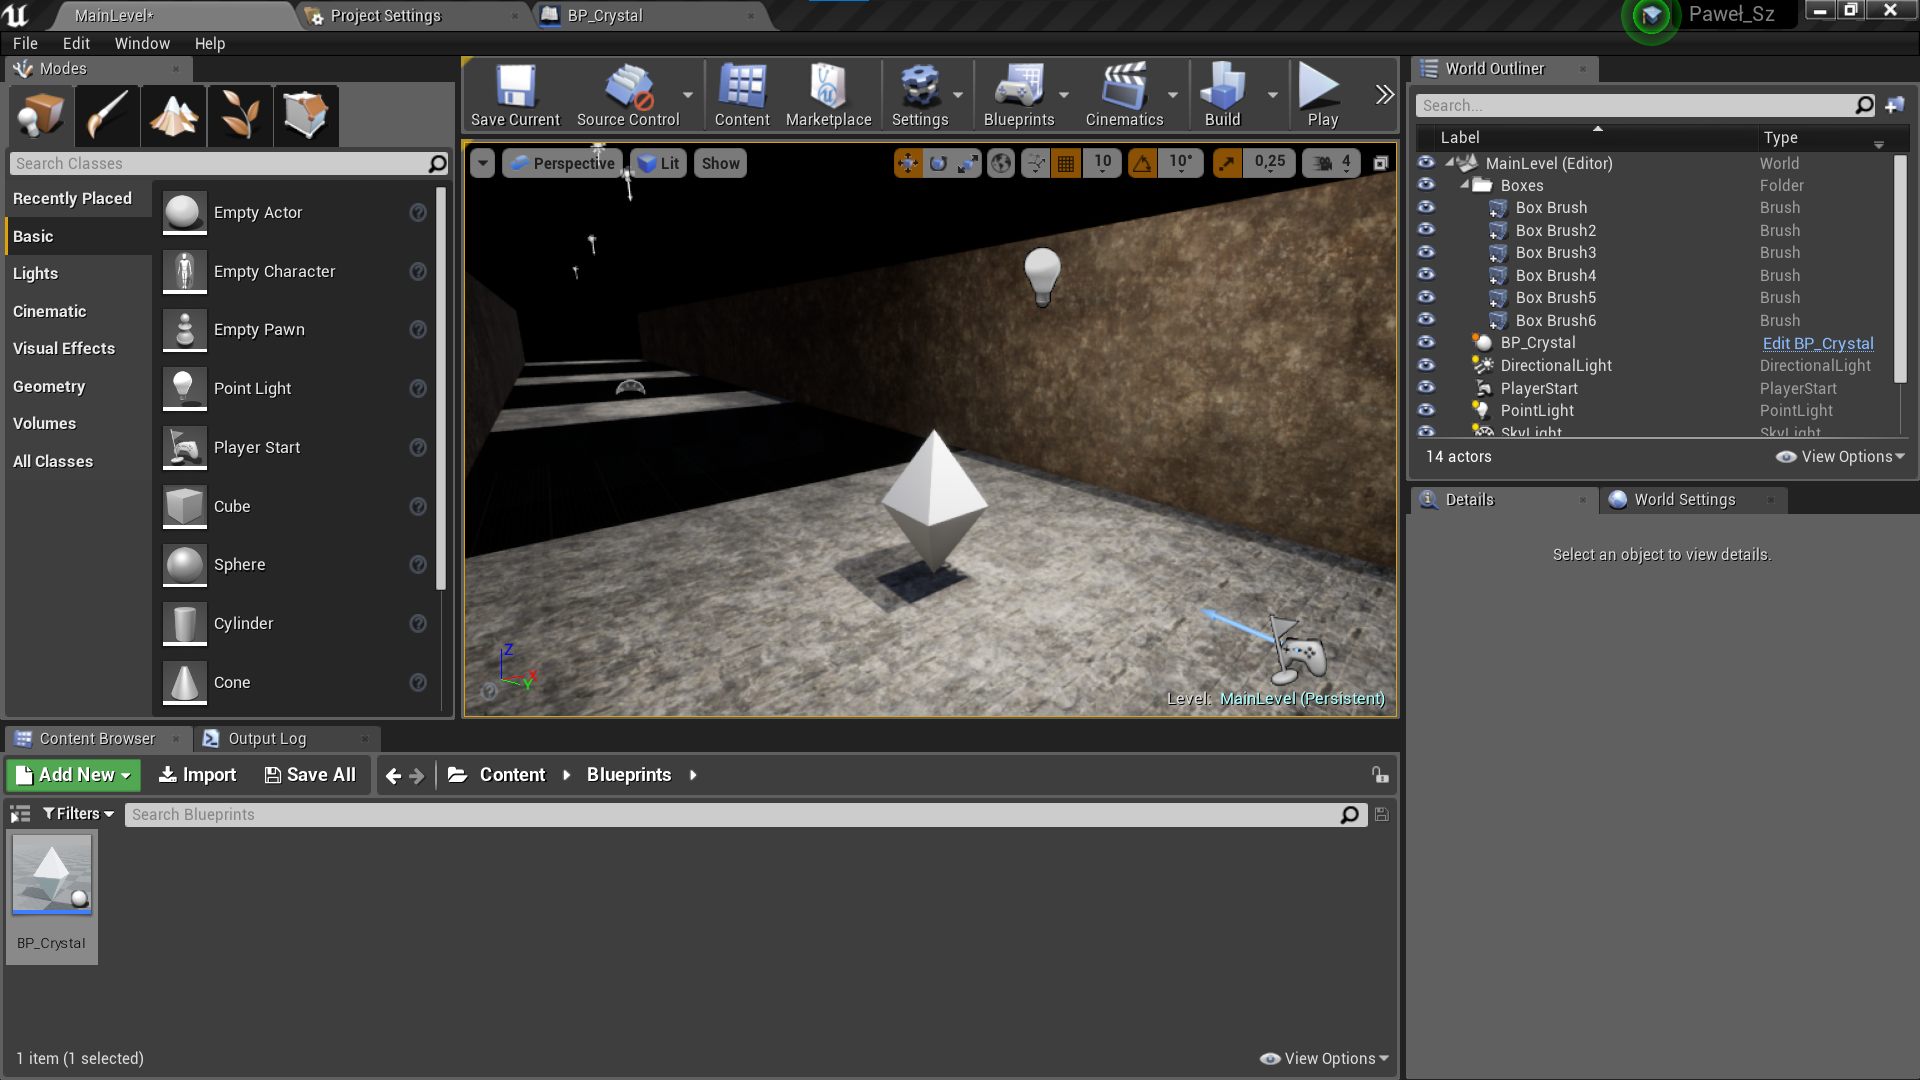 MainLevel*
Project Settings
BP_Crystal
Paweł_Sz
File Edit Window Help
Modes
Search Classes
Recently Placed
Basic
Lights
Cinematic
Visual Effects
Geometry
Volumes
All Classes
Empty Actor
Empty Character
Empty Pawn
Point Light
Player Start
Cube
Sphere
Cylinder
Cone
Save Current
Source Control
Content
Marketplace
Settings
Blueprints
Cinematics
Build
Play
Perspective
Lit
Show
10
10°
0,25
4
Z
X
Y
Level: MainLevel (Persistent)
World Outliner
Search...
Label Type
MainLevel (Editor) World
Boxes Folder
Box Brush Brush
Box Brush2 Brush
Box Brush3 Brush
Box Brush4 Brush
Box Brush5 Brush
Box Brush6 Brush
BP_Crystal Edit BP_Crystal
DirectionalLight DirectionalLight
PlayerStart PlayerStart
PointLight PointLight
SkyLight SkyLight
14 actors
View Options
Details
World Settings
Select an object to view details.
Content Browser
Output Log
Add New
Import
Save All
Content
Blueprints
Filters
Search Blueprints
BP_Crystal
1 item (1 selected)
View Options